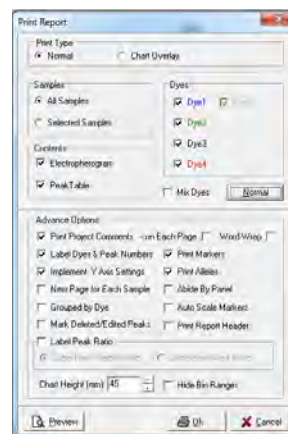 Print Report
Print Type
Normal
Chart Overlay
Samples
All Samples
Selected Samples
Dyes
Dye1
Dye2
Dye3
Dye4
Contents
Electropherogram
Peak Table
Mix Dyes
Normal
Advance Options
Print Project Comments --on Each Page Word-Wrap
Label Dyes & Peak Numbers
Print Markers
Implement Y Axis Settings
Print Alleles
New Page for Each Sample
Abide By Panel
Grouped by Dye
Auto Scale Markers
Mark Deleted/Edited Peaks
Print Report Header
Label Peak Ratio
Chart Height (mm) 45
Hide Bin Ranges
Preview
Ok
Cancel